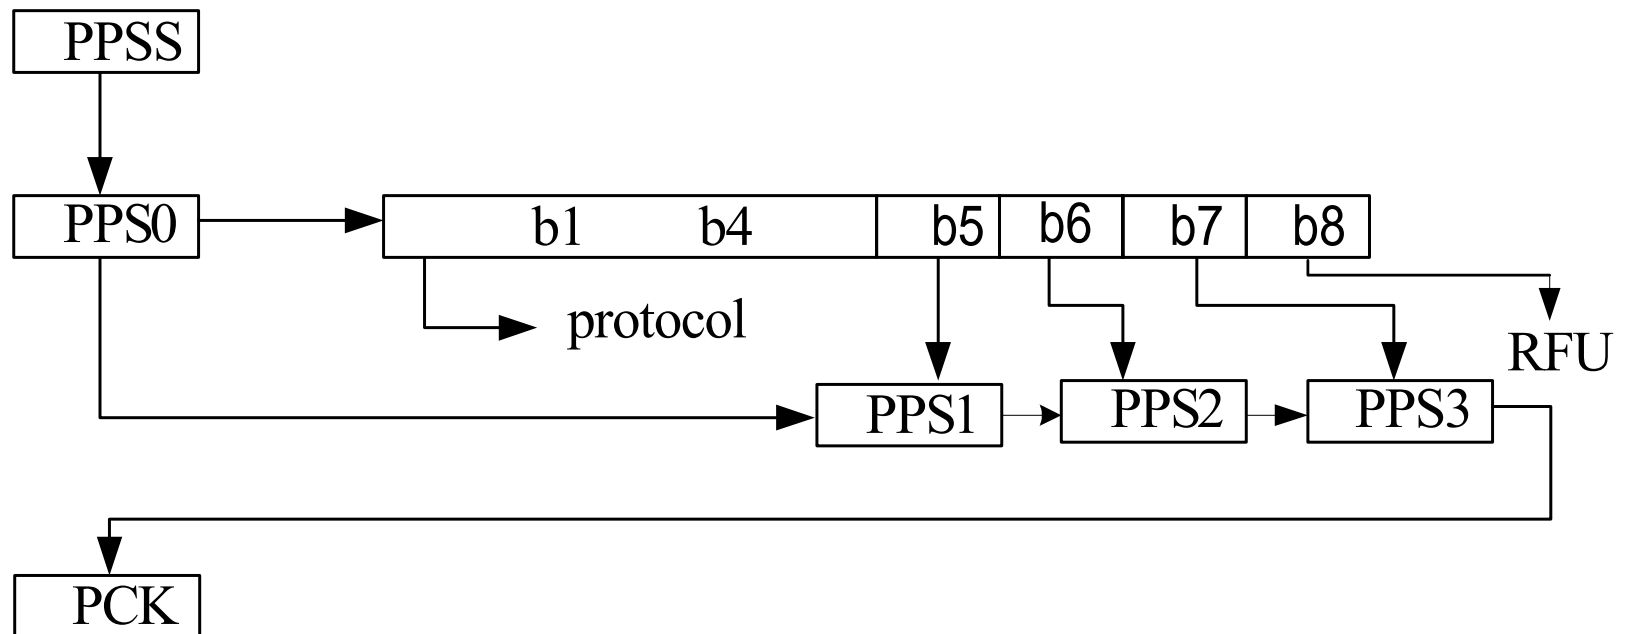 PPSS
PPS0
b1 b4 b5 b6 b7 b8
protocol
RFU
PPS1 PPS2 PPS3
PCK